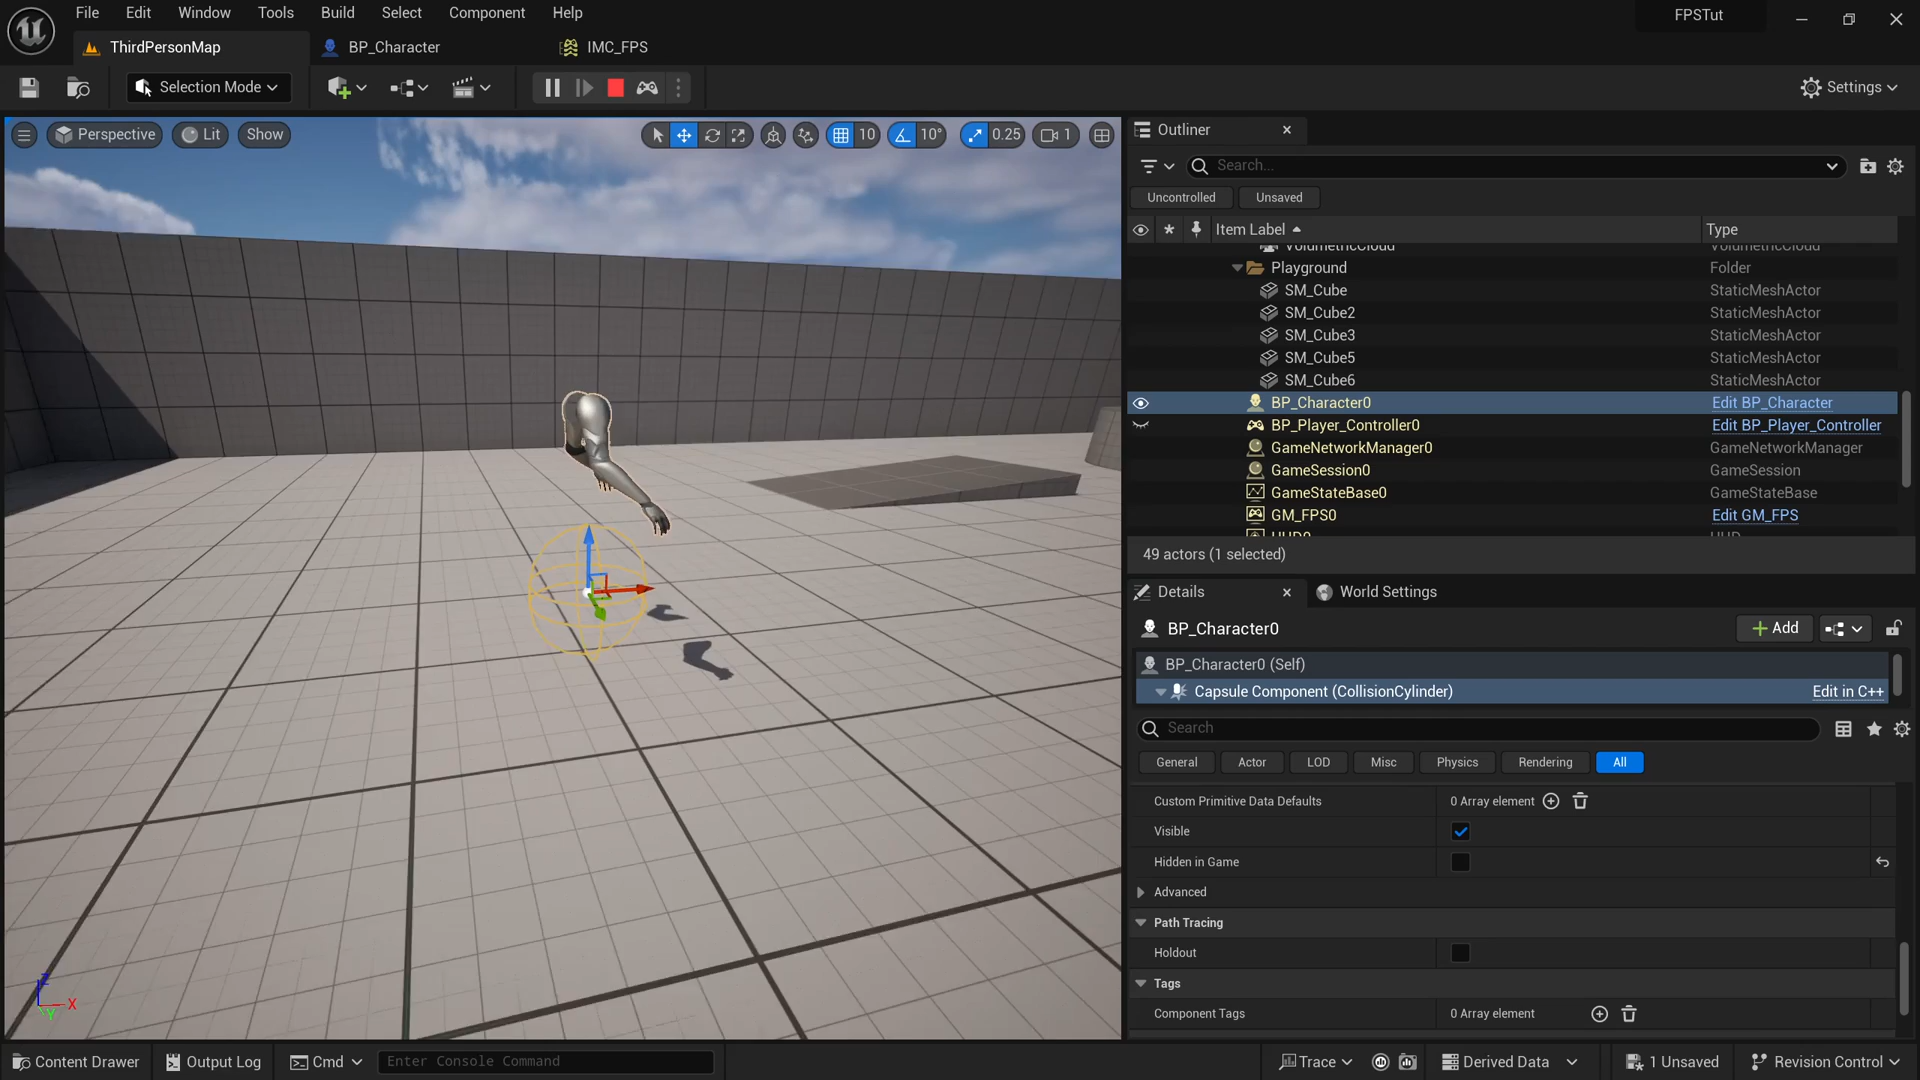 File Edit Window Tools Build Select Component Help
FPSTut
ThirdPersonMap
BP_Character
IMC_FPS
Selection Mode
Settings
Perspective
Lit
Show
10
10°
0.25
1
Outliner
Search...
Uncontrolled
Unsaved
Item Label
Type
VolumetricCloud VolumetricCloud
Playground Folder
SM_Cube StaticMeshActor
SM_Cube2 StaticMeshActor
SM_Cube3 StaticMeshActor
SM_Cube5 StaticMeshActor
SM_Cube6 StaticMeshActor
BP_Character0 Edit BP_Character
BP_Player_Controller0 Edit BP_Player_Controller
GameNetworkManager0 GameNetworkManager
GameSession0 GameSession
GameStateBase0 GameStateBase
GM_FPS0 Edit GM_FPS
HUD0 HUD
49 actors (1 selected)
Details
World Settings
BP_Character0
Add
BP_Character0 (Self)
Capsule Component (CollisionCylinder) Edit in C++
Search
General Actor LOD Misc Physics Rendering All
Custom Primitive Data Defaults 0 Array element
Visible
Hidden in Game
Advanced
Path Tracing
Holdout
Tags
Component Tags 0 Array element
Z
X
Y
Content Drawer
Output Log
Cmd
Enter Console Command
Trace
Derived Data
1 Unsaved
Revision Control